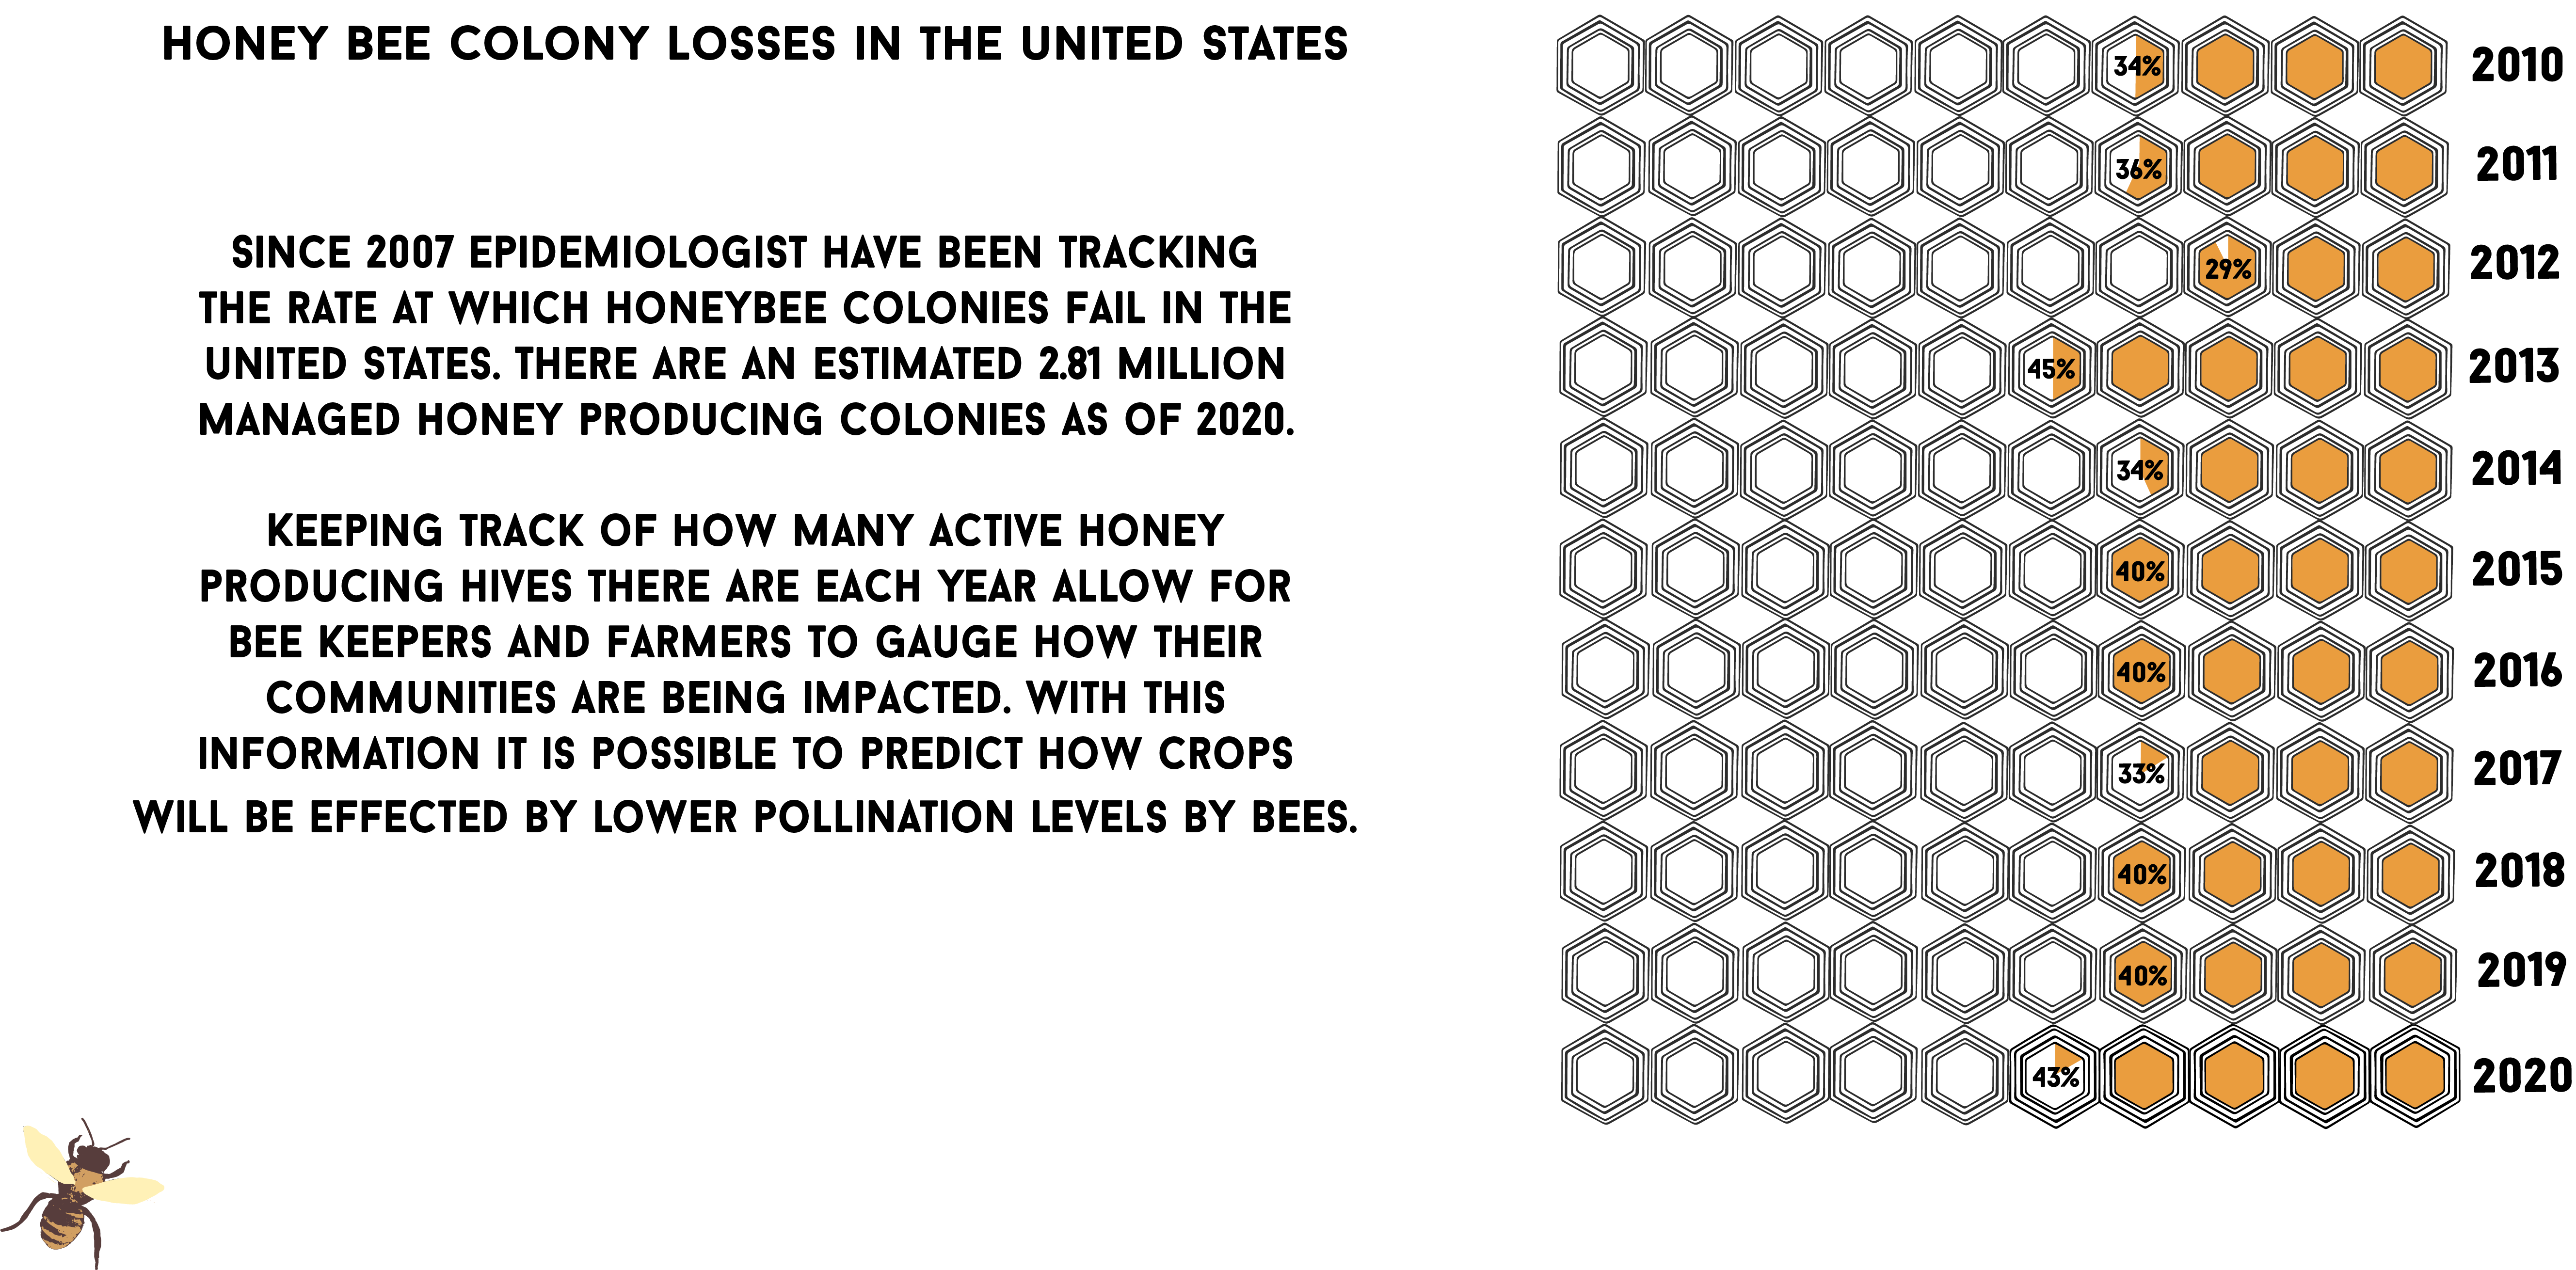 HONEY BEE COLONY LOSSES IN THE UNITED STATES
SINCE 2007 EPIDEMIOLOGIST HAVE BEEN TRACKING
THE RATE AT WHICH HONEYBEE COLONIES FAIL IN THE
UNITED STATES. THERE ARE AN ESTIMATED 2.81 MILLION
MANAGED HONEY PRODUCING COLONIES AS OF 2020.
KEEPING TRACK OF HOW MANY ACTIVE HONEY
PRODUCING HIVES THERE ARE EACH YEAR ALLOW FOR
BEE KEEPERS AND FARMERS TO GAUGE HOW THEIR
COMMUNITIES ARE BEING IMPACTED. WITH THIS
INFORMATION IT IS POSSIBLE TO PREDICT HOW CROPS
WILL BE EFFECTED BY LOWER POLLINATION LEVELS BY BEES.
34% 2010
36% 2011
29% 2012
45% 2013
34% 2014
40% 2015
40% 2016
33% 2017
40% 2018
40% 2019
43% 2020